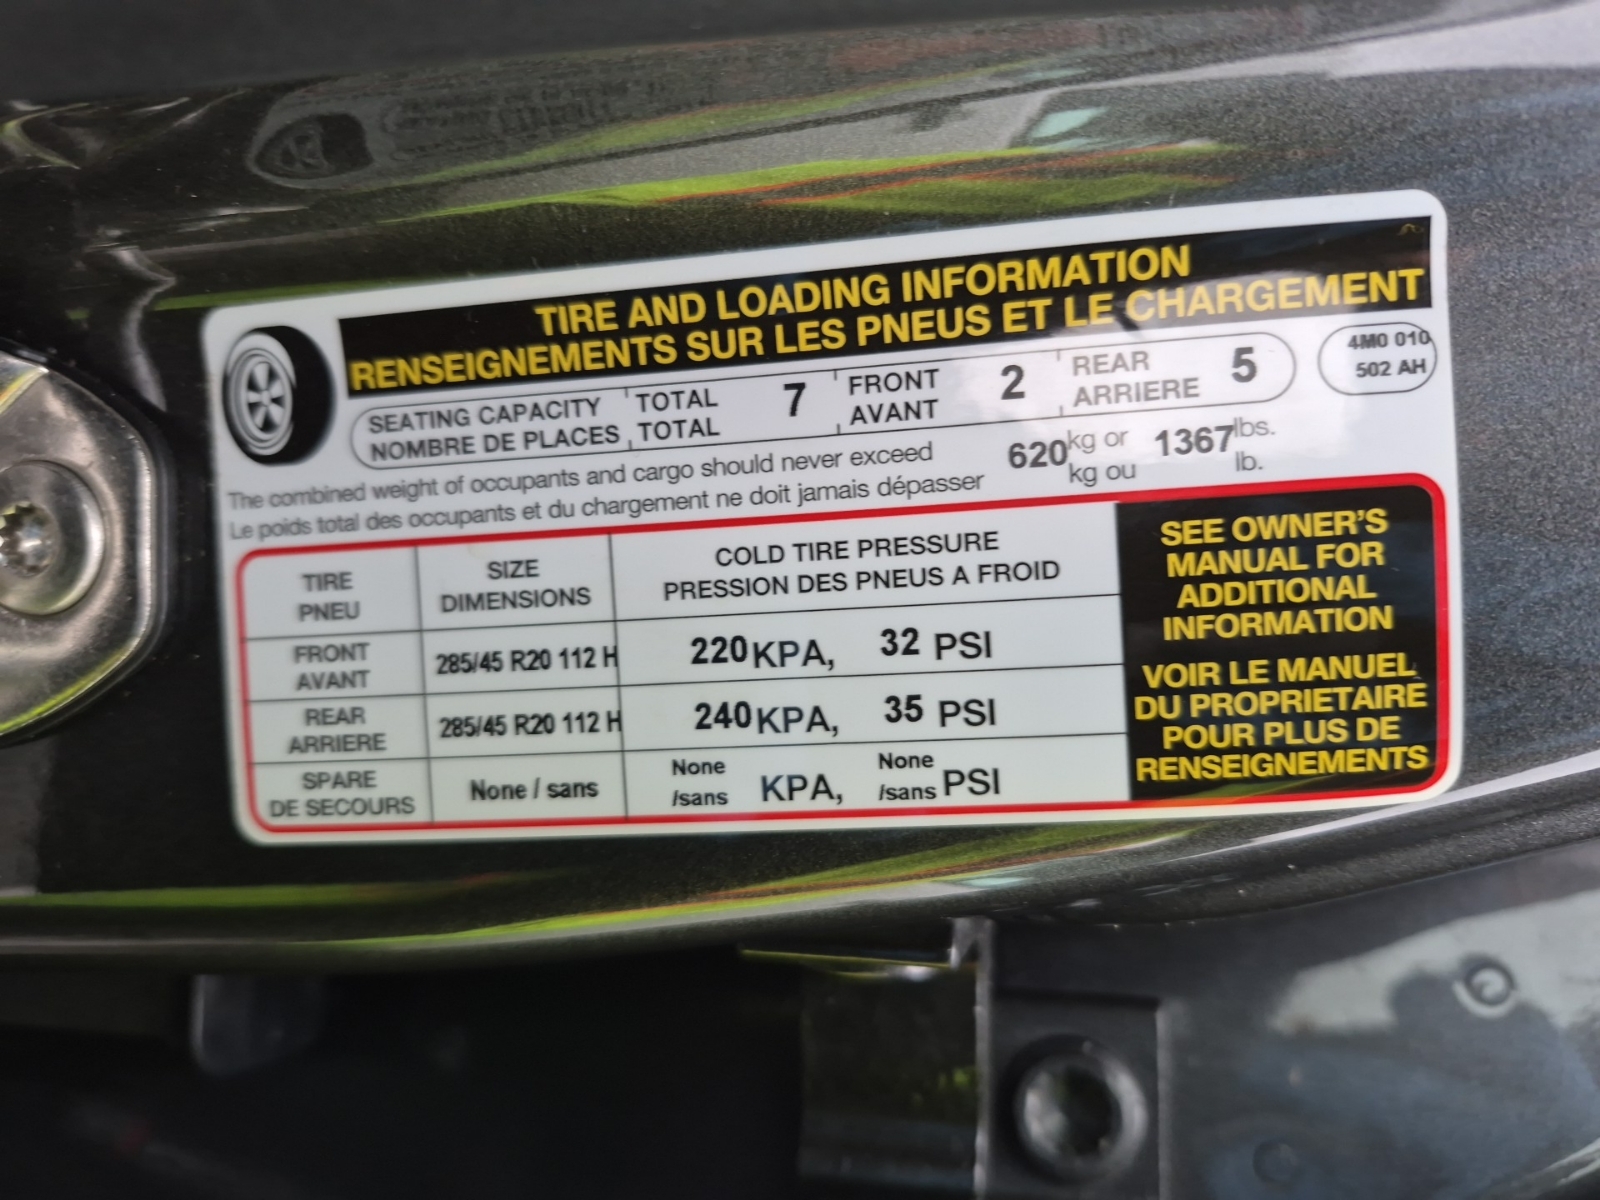 TIRE AND LOADING INFORMATION
RENSEIGNEMENTS SUR LES PNEUS ET LE CHARGEMENT
SEATING CAPACITY TOTAL 7 FRONT 2 REAR 5
NOMBRE DE PLACES TOTAL AVANT ARRIERE
4M0 010
502 AH
The combined weight of occupants and cargo should never exceed 620 kg or 1367 lbs.
Le poids total des occupants et du chargement ne doit jamais dépasser kg ou lb.
TIRE SIZE COLD TIRE PRESSURE
PNEU DIMENSIONS PRESSION DES PNEUS A FROID
FRONT
AVANT
285/45 R20 112 H 220 KPA, 32 PSI
REAR
ARRIERE
285/45 R20 112 H 240 KPA, 35 PSI
SPARE
DE SECOURS
None / sans
None
/sans KPA,
None
/sans PSI
SEE OWNER'S
MANUAL FOR
ADDITIONAL
INFORMATION
VOIR LE MANUEL
DU PROPRIETAIRE
POUR PLUS DE
RENSEIGNEMENTS